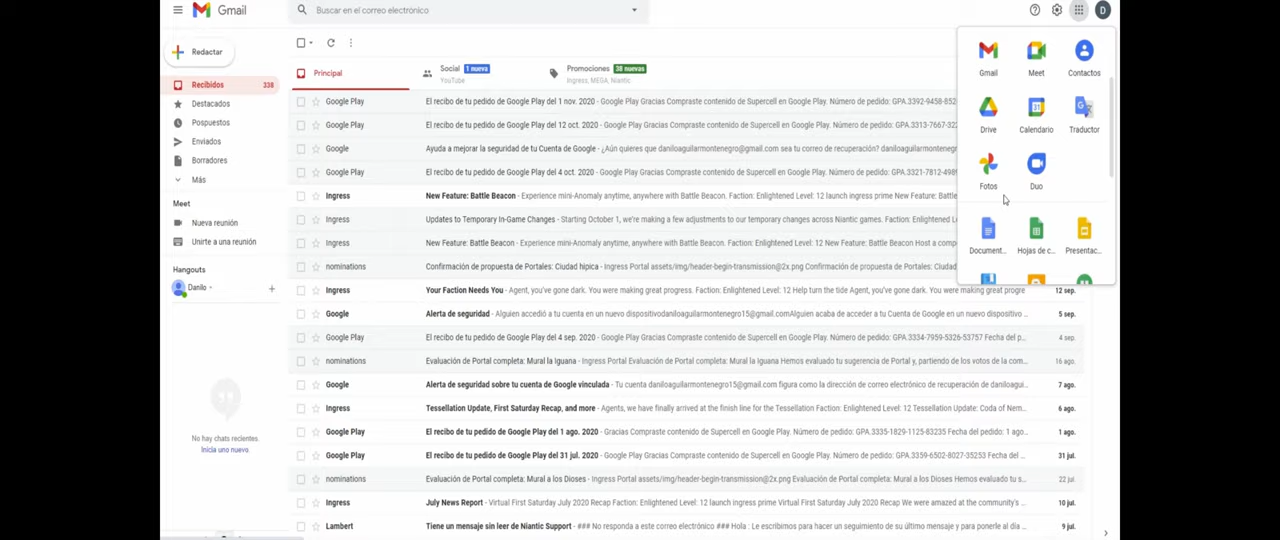 Gmail
Buscar en el correo electrónico
D
Redactar
Recibidos 338
Destacados
Pospuestos
Enviados
Borradores
Más
Meet
Nueva reunión
Unirte a una reunión
Hangouts
Danilo
No hay chats recientes
Inicia uno nuevo
Principal
Social 1 nueva
YouTube
Promociones 38 nuevas
Ingress, MEGA, Niantic
Google Play El recibo de tu pedido de Google Play del 1 nov. 2020 - Google Play Gracias Compraste contenido de Supercell en Google Play. Número de pedido: GPA.3392-9458-852
Google Play El recibo de tu pedido de Google Play del 12 oct. 2020 - Google Play Gracias Compraste contenido de Supercell en Google Play. Número de pedido: GPA.3313-7667-322
Google Ayuda a mejorar la seguridad de tu Cuenta de Google - ¿Aún quieres que daniloaguilarmontenegro@gmail.com sea tu correo de recuperación?
Google Play El recibo de tu pedido de Google Play del 4 oct. 2020 - Google Play Gracias Compraste contenido de Supercell en Google Play. Número de pedido: GPA.3321-7812-498
Ingress New Feature: Battle Beacon - Experience mini-Anomaly anytime, anywhere with Battle Beacon. Faction: Enlightened Level: 12 launch ingress prime New Feature: Battle
Ingress Updates to Temporary In-Game Changes - Starting October 1, we're making a few adjustments to our temporary changes across Niantic games. Faction: Enlightened L
Ingress New Feature: Battle Beacon - Experience mini-Anomaly anytime, anywhere with Battle Beacon. Faction: Enlightened Level: 12 New Feature: Battle Beacon Host a comp
nominations Confirmación de propuesta de Portales: Ciudad hípica - Ingress Portal assets/img/header-begin-transmission@2x.png Confirmación de propuesta de Portales: Ciudad
Ingress Your Faction Needs You - Agent, you've gone dark. You were making great progress. Faction: Enlightened Level: 12 Help turn the tide Agent, you've gone dark. You were making great progre 12 sep.
Google Alerta de seguridad - Alguien accedió a tu cuenta en un nuevo dispositivodaniloaguilarmontenegro15@gmail.comAlguien acaba de acceder a tu Cuenta de Google en un nuevo dispositivo ... 5 sep.
Google Play El recibo de tu pedido de Google Play del 4 sep. 2020 - Google Play Gracias Compraste contenido de Supercell en Google Play. Número de pedido: GPA.3334-7959-5326-53757 Fecha del p... 4 sep.
nominations Evaluación de Portal completa: Mural la Iguana - Ingress Portal Evaluación de Portal completa: Mural la Iguana Hemos evaluado tu sugerencia de Portal y, partiendo de los votos de la com... 16 ago.
Google Alerta de seguridad sobre tu cuenta de Google vinculada - Tu cuenta daniloaguilarmontenegro15@gmail.com figura como la dirección de correo electrónico de recuperación de daniloagui... 7 ago.
Ingress Tessellation Update, First Saturday Recap, and more - Agents, we have finally arrived at the finish line for the Tessellation Faction: Enlightened Level: 12 Tessellation Update: Coda of Nem... 6 ago.
Google Play El recibo de tu pedido de Google Play del 1 ago. 2020 - Gracias Compraste contenido de Supercell en Google Play. Número de pedido: GPA.3335-1829-1125-83235 Fecha del pedido: 1 ago... 1 ago.
Google Play El recibo de tu pedido de Google Play del 31 jul. 2020 - Gracias Compraste contenido de Supercell en Google Play. Número de pedido: GPA.3359-6502-8027-35253 Fecha del pedido: 31 ju... 31 jul.
nominations Evaluación de Portal completa: Mural a los Dioses - Ingress Portal Evaluación de Portal completa: Mural a los Dioses Hemos evaluado tu s... 22 jul.
Ingress July News Report - Virtual First Saturday July 2020 Recap Faction: Enlightened Level: 12 launch ingress prime Virtual First Saturday July 2020 Recap We were amazed at the community's... 10 jul.
Lambert Tiene un mensaje sin leer de Niantic Support - ### No responda a este correo electrónico ### Hola : Le escribimos para hacer un seguimiento de su último mensaje y para ponerle al día ... 9 jul.
Gmail Meet Contactos
Drive Calendario Traductor
Fotos Duo
Document... Hojas de c... Presentac...